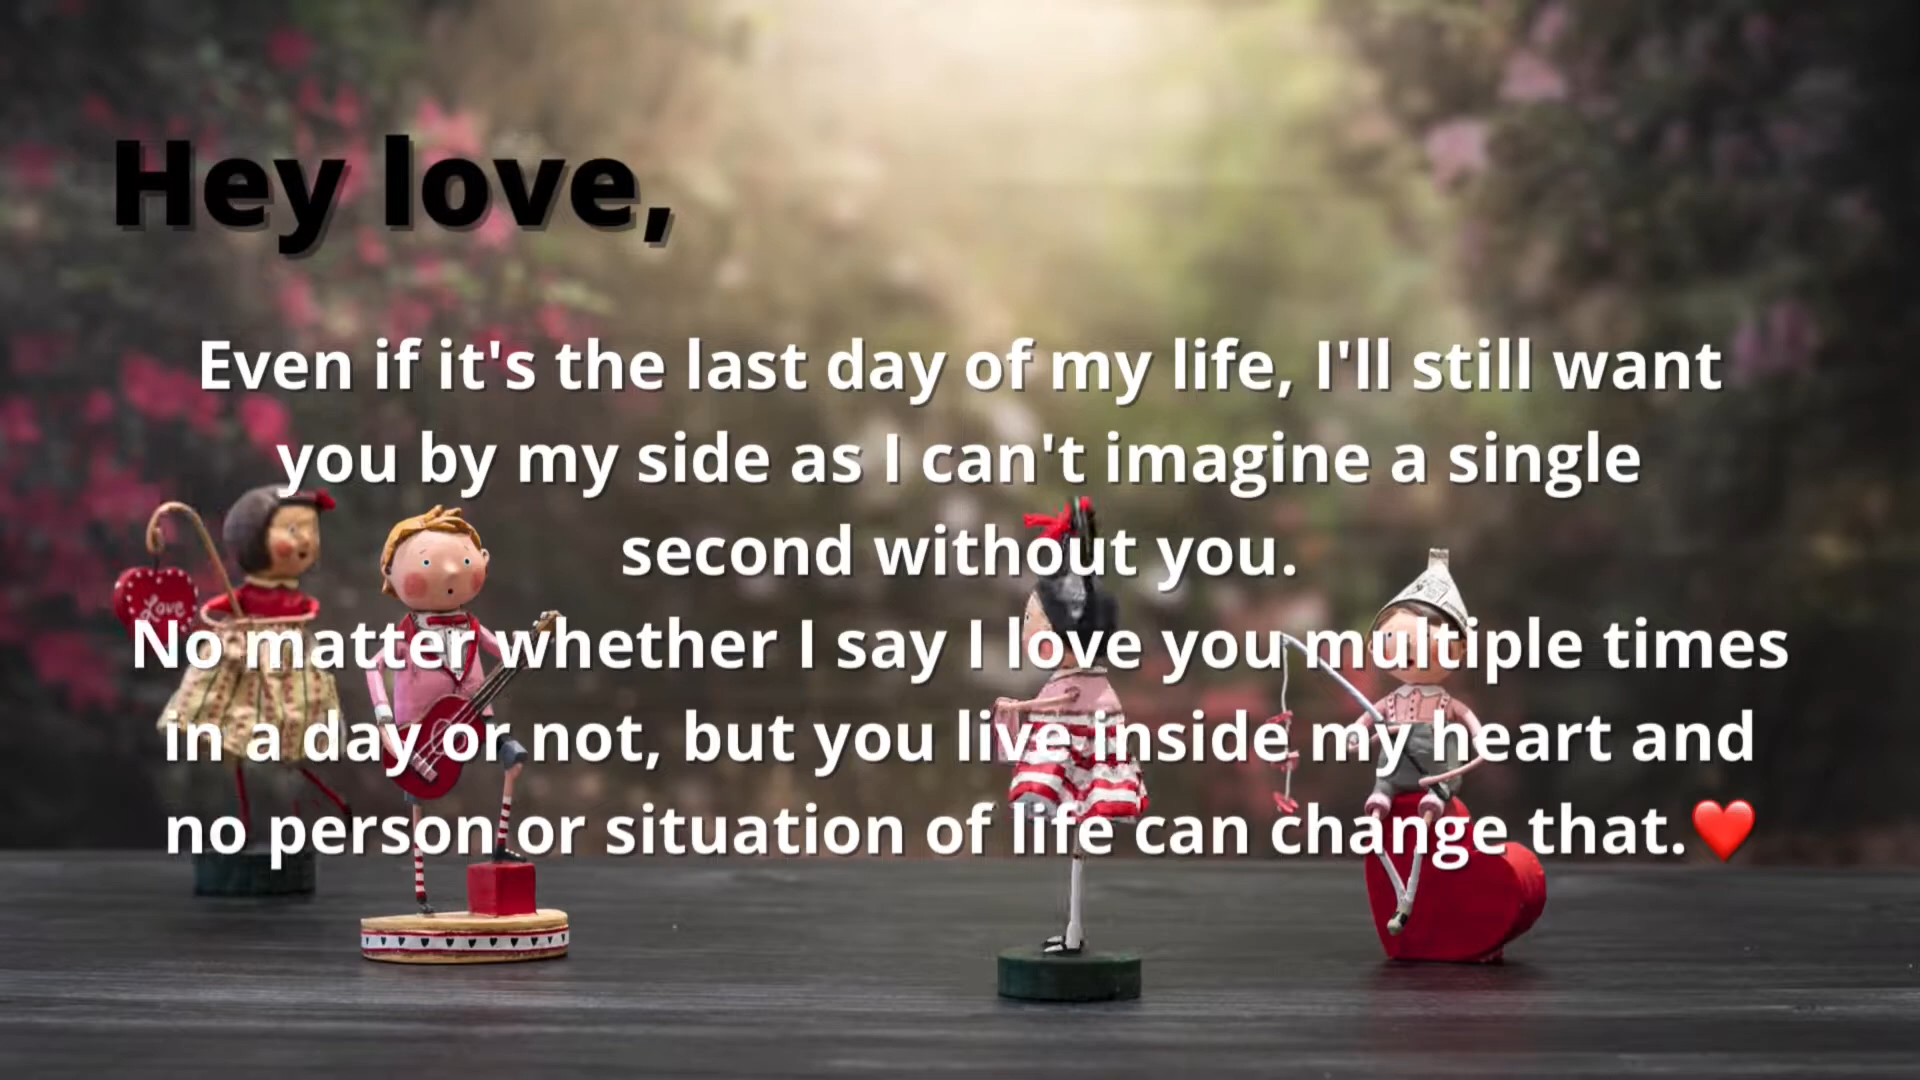 Hey love,
Even if it's the last day of my life, I'll still want
you by my side as I can't imagine a single
second without you.
Love
No matter whether I say I love you multiple times
in a day or not, but you live inside my heart and
no person or situation of life can change that.❤️